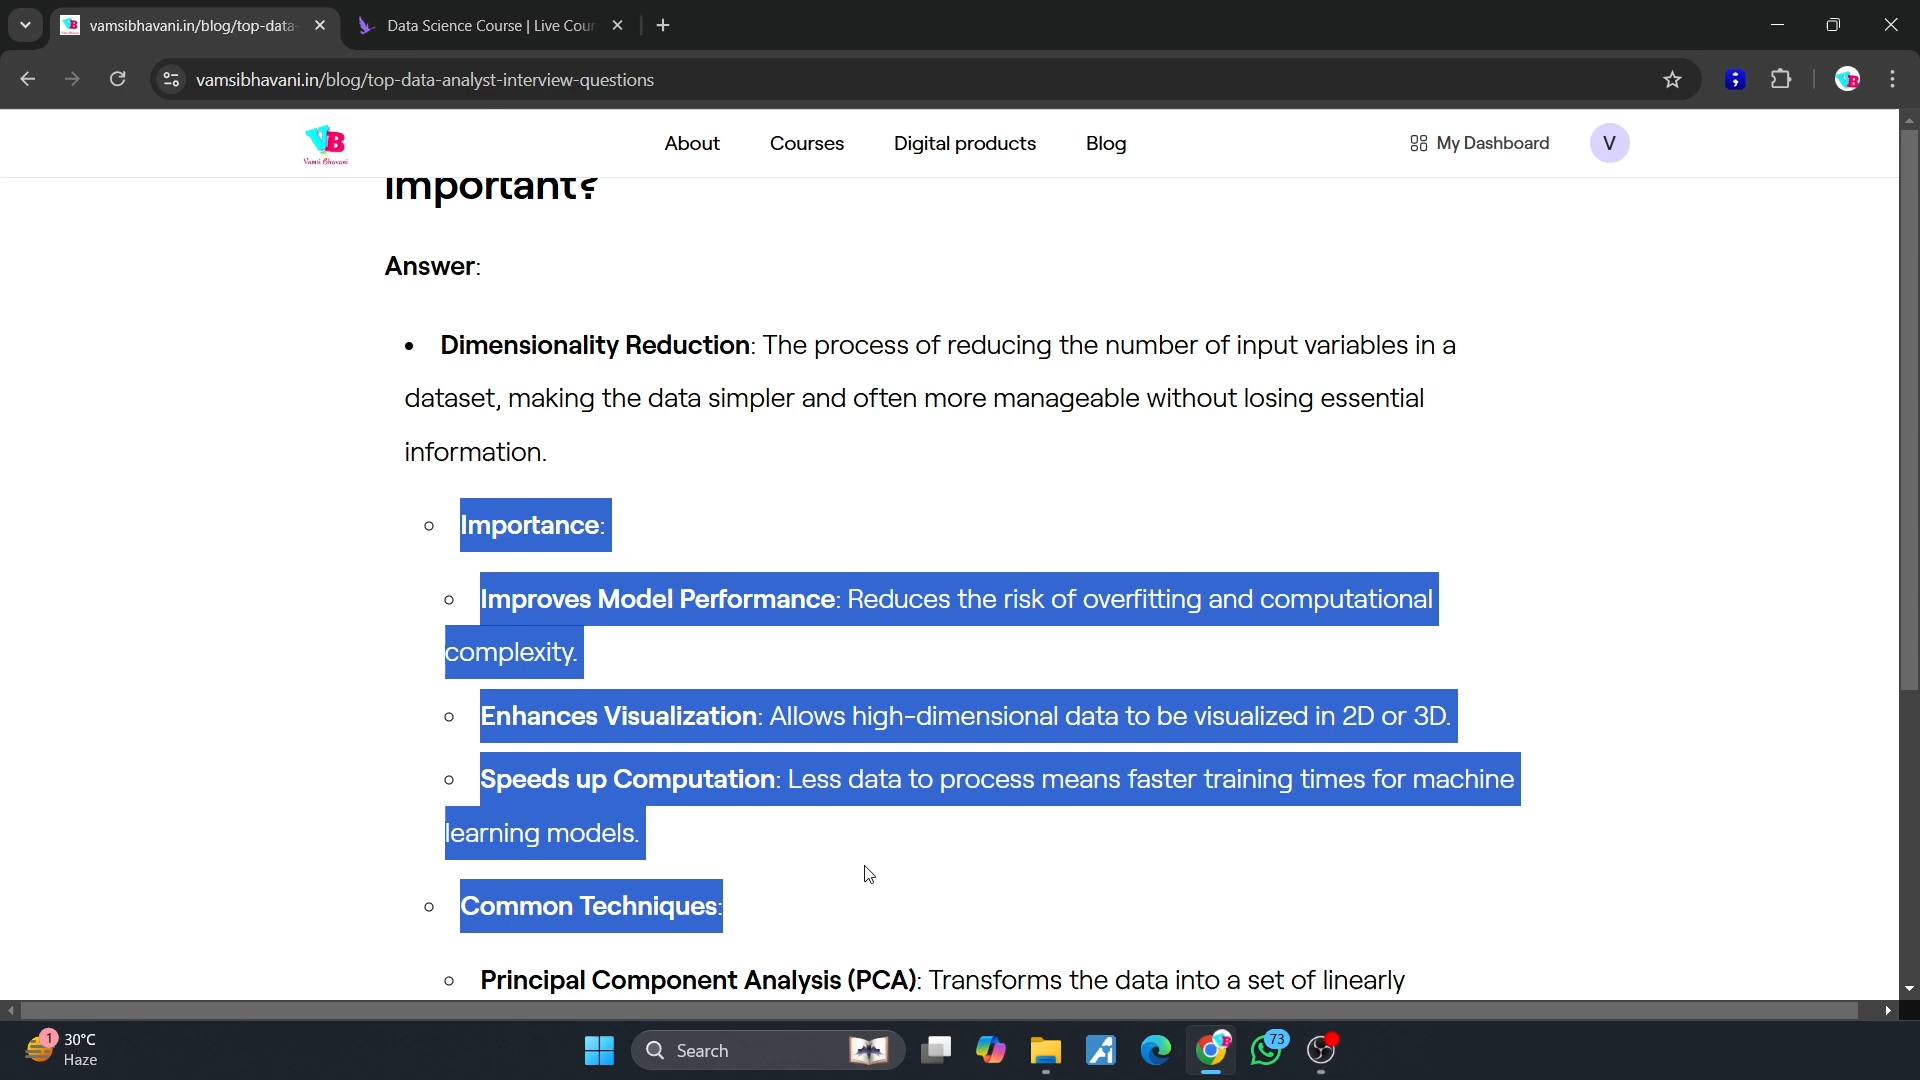 vamsibhavani.in/blog/top-data-
Data Science Course | Live Cour
vamsibhavani.in/blog/top-data-analyst-interview-questions
VB
Vamsi Bhavani
About
Courses
Digital products
Blog
My Dashboard
V
important?
Answer:
Dimensionality Reduction: The process of reducing the number of input variables in a
dataset, making the data simpler and often more manageable without losing essential
information.
Importance:
Improves Model Performance: Reduces the risk of overfitting and computational
complexity.
Enhances Visualization: Allows high-dimensional data to be visualized in 2D or 3D.
Speeds up Computation: Less data to process means faster training times for machine
learning models.
Common Techniques:
Principal Component Analysis (PCA): Transforms the data into a set of linearly
1
30°C
Haze
Search
73